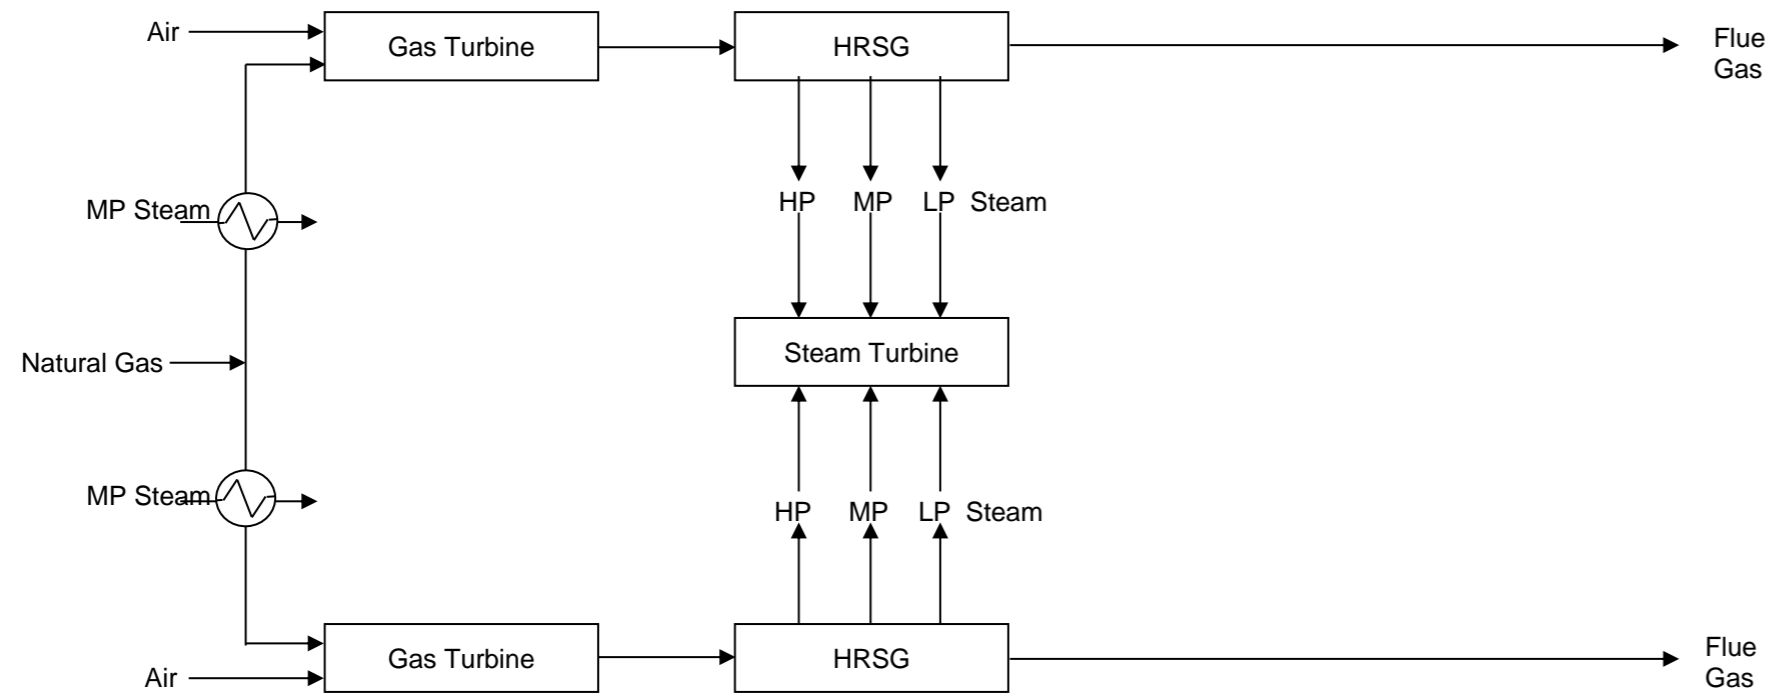 Air
Gas Turbine
HRSG
Flue
Gas
MP Steam
HP MP LP Steam
Natural Gas
Steam Turbine
MP Steam
HP MP LP Steam
Gas Turbine
HRSG
Flue
Gas
Air